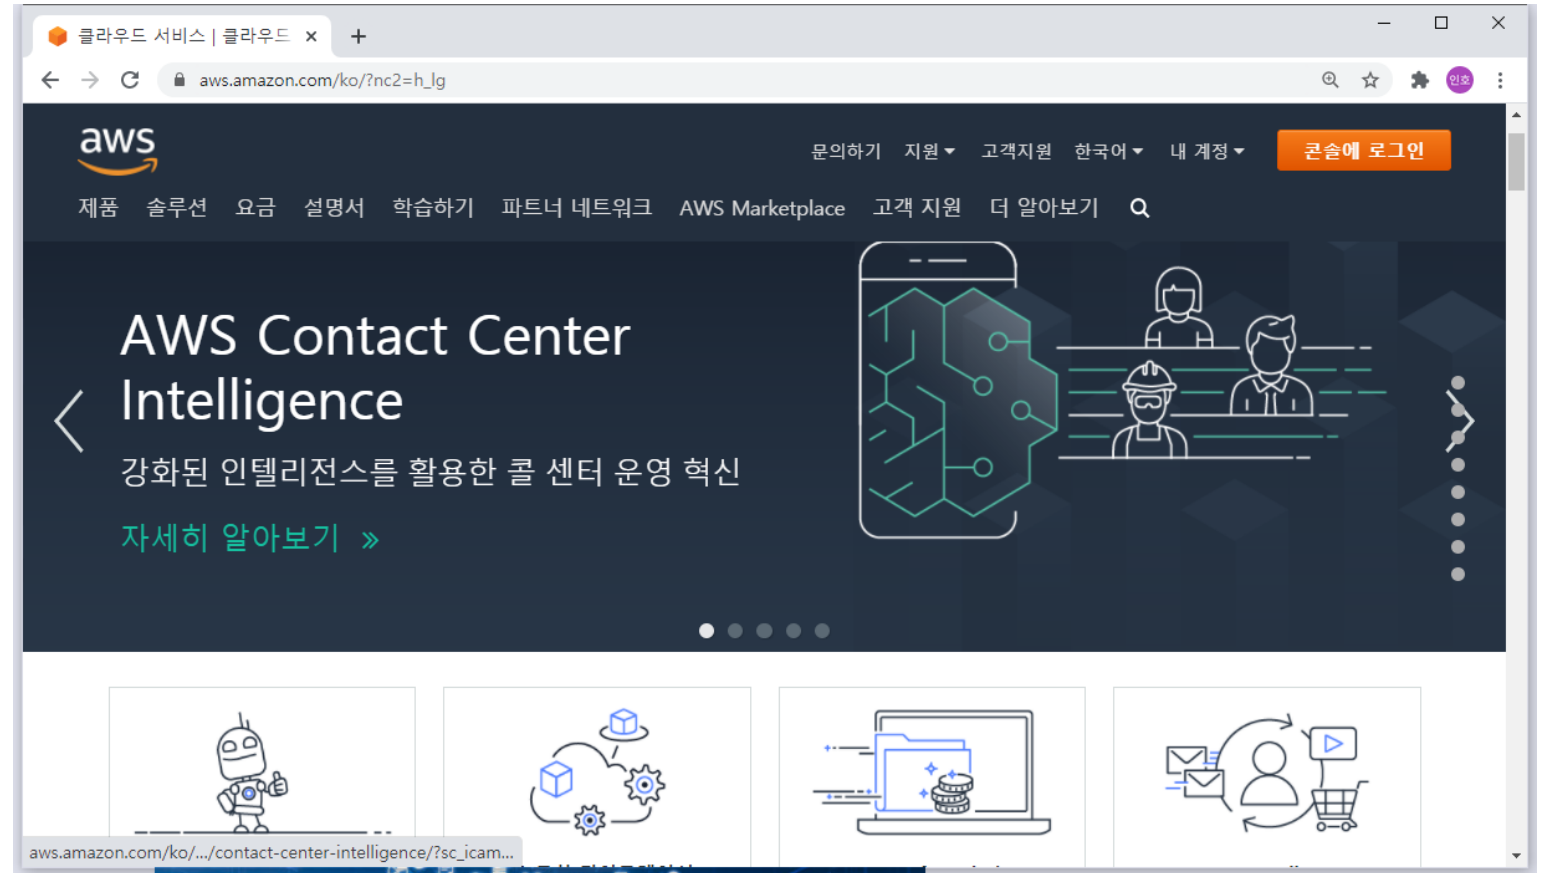 클라우드 서비스 | 클라우드
aws.amazon.com/ko/?nc2=h_lg
인호
aws
문의하기 지원 고객지원 한국어 내 계정 콘솔에 로그인
제품 솔루션 요금 설명서 학습하기 파트너 네트워크 AWS Marketplace 고객 지원 더 알아보기
AWS Contact Center
Intelligence
강화된 인텔리전스를 활용한 콜 센터 운영 혁신
자세히 알아보기 »
aws.amazon.com/ko/.../contact-center-intelligence/?sc_icam...